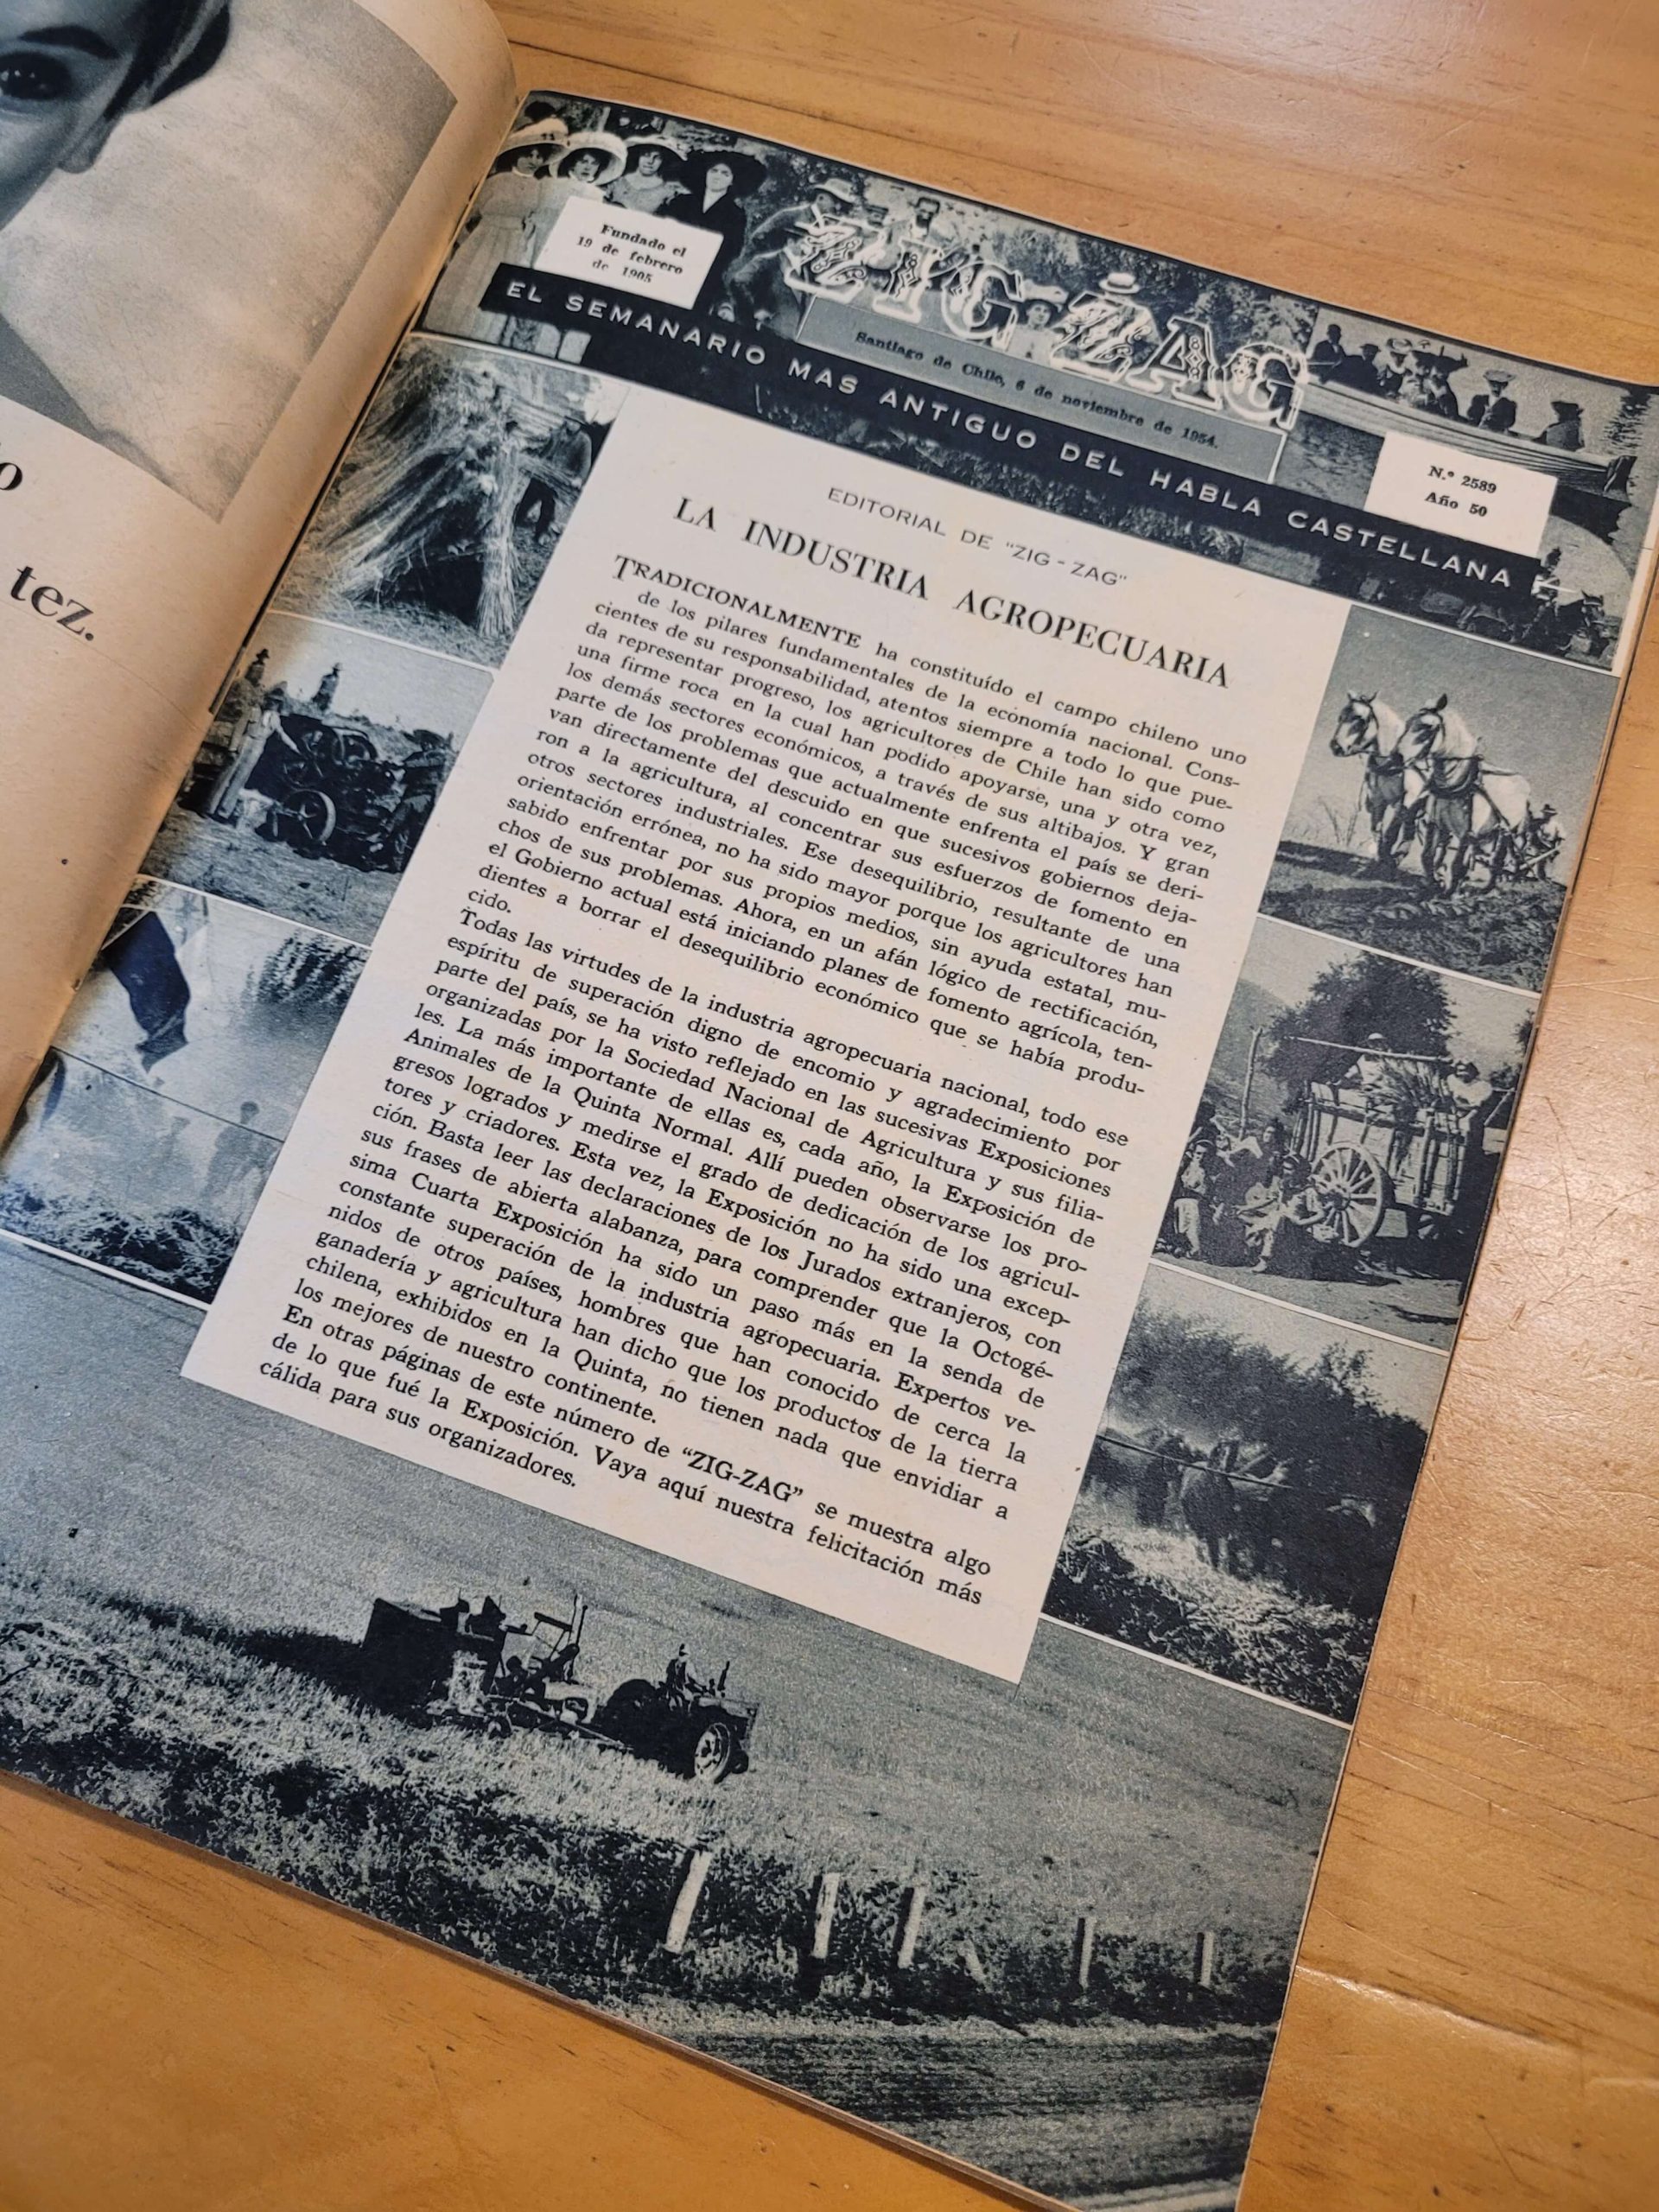 tez.
Fundado el
19 de febrero
de 1905
ZIG ZAG
Santiago de Chile, 6 de noviembre de 1954.
EL SEMANARIO MAS ANTIGUO DEL HABLA CASTELLANA
N.° 2589
Año 50
EDITORIAL DE "ZIG-ZAG"
LA INDUSTRIA AGROPECUARIA
TRADICIONALMENTE ha constituído el campo chileno uno
de los pilares fundamentales de la economía nacional. Cons-
cientes de su responsabilidad, atentos siempre a todo lo que pue-
da representar progreso, los agricultores de Chile han sido como
una firme roca en la cual han podido apoyarse, una y otra vez,
los demás sectores económicos, a través de sus altibajos. Y gran
parte de los problemas que actualmente enfrenta el país se deri-
van directamente del descuido en que sucesivos gobiernos deja-
ron a la agricultura, al concentrar sus esfuerzos de fomento en
otros sectores industriales. Ese desequilibrio, resultante de una
orientación errónea, no ha sido mayor porque los agricultores han
sabido enfrentar por sus propios medios, sin ayuda estatal, mu-
chos de sus problemas. Ahora, en un afán lógico de rectificación,
el Gobierno actual está iniciando planes de fomento agrícola, ten-
dientes a borrar el desequilibrio económico que se había produ-
cido.
Todas las virtudes de la industria agropecuaria nacional, todo ese
espíritu de superación digno de encomio y agradecimiento por
parte del país, se ha visto reflejado en las sucesivas Exposiciones
organizadas por la Sociedad Nacional de Agricultura y sus filia-
les. La más importante de ellas es, cada año, la Exposición de
Animales de la Quinta Normal. Allí pueden observarse los pro-
gresos logrados y medirse el grado de dedicación de los agricul-
tores y criadores. Esta vez, la Exposición no ha sido una excep-
ción. Basta leer las declaraciones de los Jurados extranjeros, con
sus frases de abierta alabanza, para comprender que la Octogé-
sima Cuarta Exposición ha sido un paso más en la senda de
constante superación de la industria agropecuaria. Expertos ve-
nidos de otros países, hombres que han conocido de cerca la
ganadería y agricultura han dicho que los productos de la tierra
chilena, exhibidos en la Quinta, no tienen nada que envidiar a
los mejores de nuestro continente.
En otras páginas de este número de "ZIG-ZAG" se muestra algo
de lo que fué la Exposición. Vaya aquí nuestra felicitación más
cálida para sus organizadores.